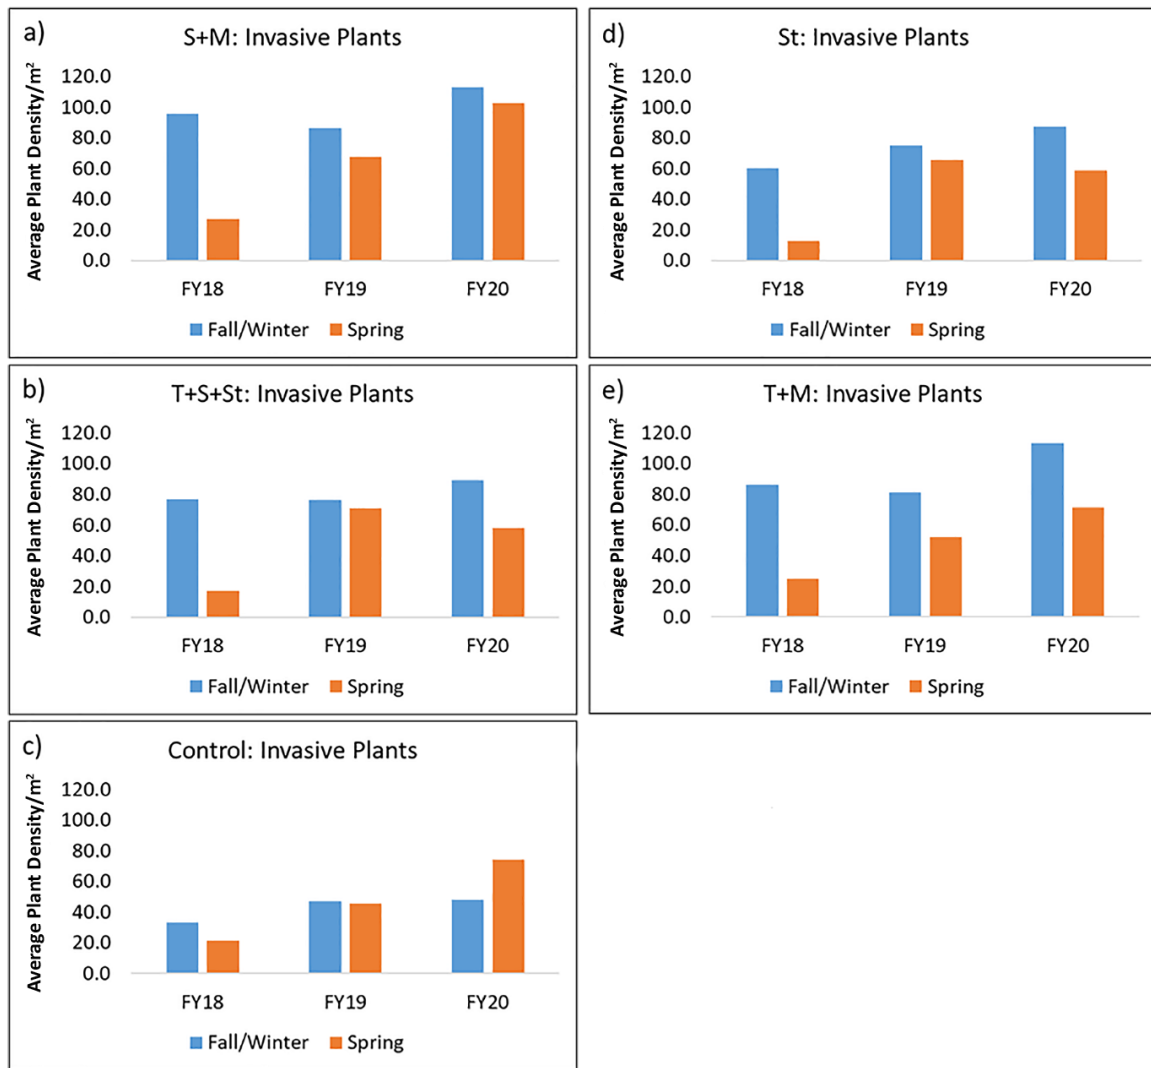 a)
S+M: Invasive Plants
Average Plant Density/m²
120.0
100.0
80.0
60.0
40.0
20.0
0.0
FY18 FY19 FY20
Fall/Winter Spring
b)
T+S+St: Invasive Plants
Average Plant Density/m²
120.0
100.0
80.0
60.0
40.0
20.0
0.0
FY18 FY19 FY20
Fall/Winter Spring
c)
Control: Invasive Plants
Average Plant Density/m²
120.0
100.0
80.0
60.0
40.0
20.0
0.0
FY18 FY19 FY20
Fall/Winter Spring
d)
St: Invasive Plants
Average Plant Density/m²
120.0
100.0
80.0
60.0
40.0
20.0
0.0
FY18 FY19 FY20
Fall/Winter Spring
e)
T+M: Invasive Plants
Average Plant Density/m²
120.0
100.0
80.0
60.0
40.0
20.0
0.0
FY18 FY19 FY20
Fall/Winter Spring